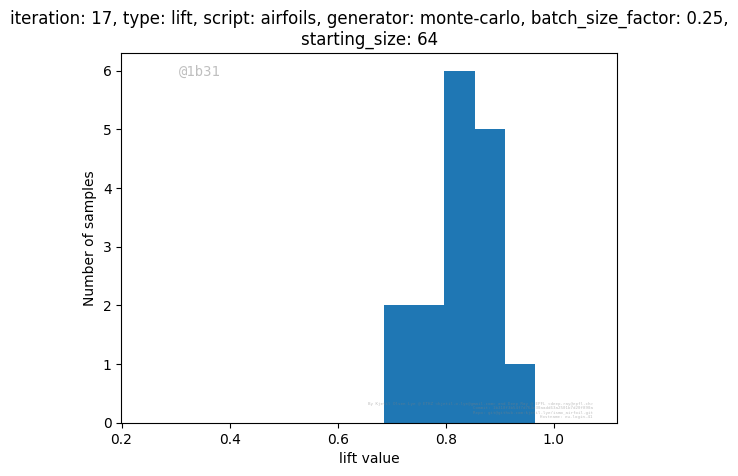 iteration: 17, type: lift, script: airfoils, generator: monte-carlo, batch_size_factor: 0.25,
starting_size: 64
@1b31
6
5
4
3
2
1
0
Number of samples
0.2 0.4 0.6 0.8 1.0
lift value